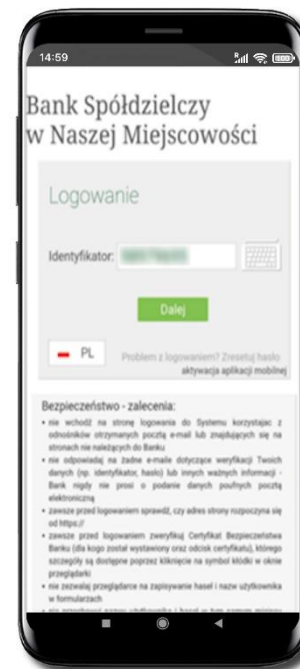 14:59
Bank Spółdzielczy
w Naszej Miejscowości
Logowanie
Identyfikator:
Dalej
PL
Problem z logowaniem? Zresetuj hasło
aktywacja aplikacji mobilnej
Bezpieczeństwo - zalecenia:
• nie wchodź na stronę logowania do Systemu korzystając z
odnośników otrzymanych pocztą e-mail lub znajdujących się na
stronach nie należących do Banku
• nie odpowiadaj na żadne e-maile dotyczące weryfikacji Twoich
danych (np. identyfikator, hasło) lub innych ważnych informacji -
Bank nigdy nie prosi o podanie danych poufnych pocztą
elektroniczną
• zawsze przed logowaniem sprawdź, czy adres strony rozpoczyna się
od https://
• zawsze przed logowaniem zweryfikuj Certyfikat Bezpieczeństwa
Banku (dla kogo został wystawiony oraz odcisk certyfikatu), którego
szczegóły są dostępne poprzez kliknięcie na symbol kłódki w oknie
przeglądarki
• nie zezwalaj przeglądarce na zapisywanie haseł i nazw użytkownika
w formularzach